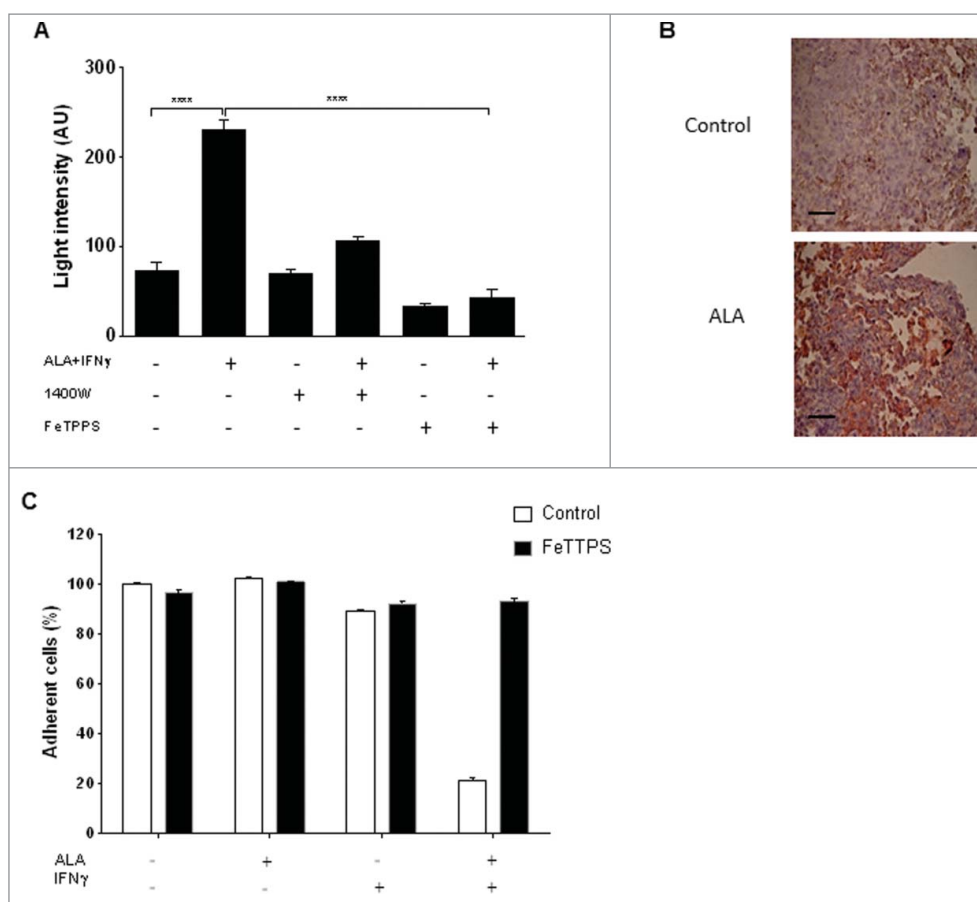 A
300
200
100
0
Light intensity (AU)
**** ****
ALA+IFNγ - + - + - +
1400W - - + + - -
FeTPPS - - - - + +
B
Control
ALA
C
120
100
80
60
40
20
0
Adherent cells (%)
Control
FeTTPS
ALA - + - +
IFNγ - - + +